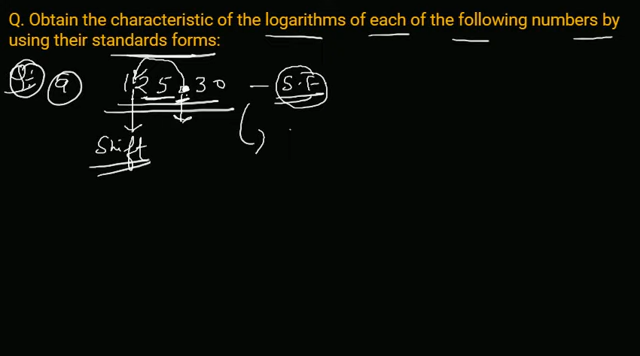 Q. Obtain the characteristic of the logarithms of each of the following numbers by
using their standards forms:
9 125.30 — S.F
Shift